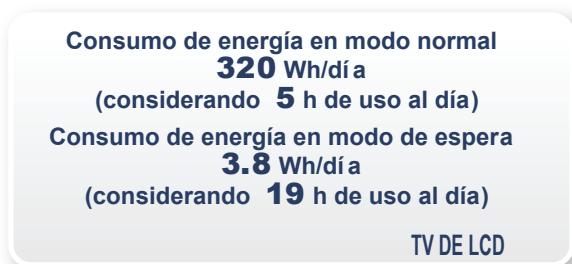 Consumo de energía en modo normal
320 Wh/día
(considerando 5 h de uso al día)
Consumo de energía en modo de espera
3.8 Wh/día
(considerando 19 h de uso al día)
TV DE LCD